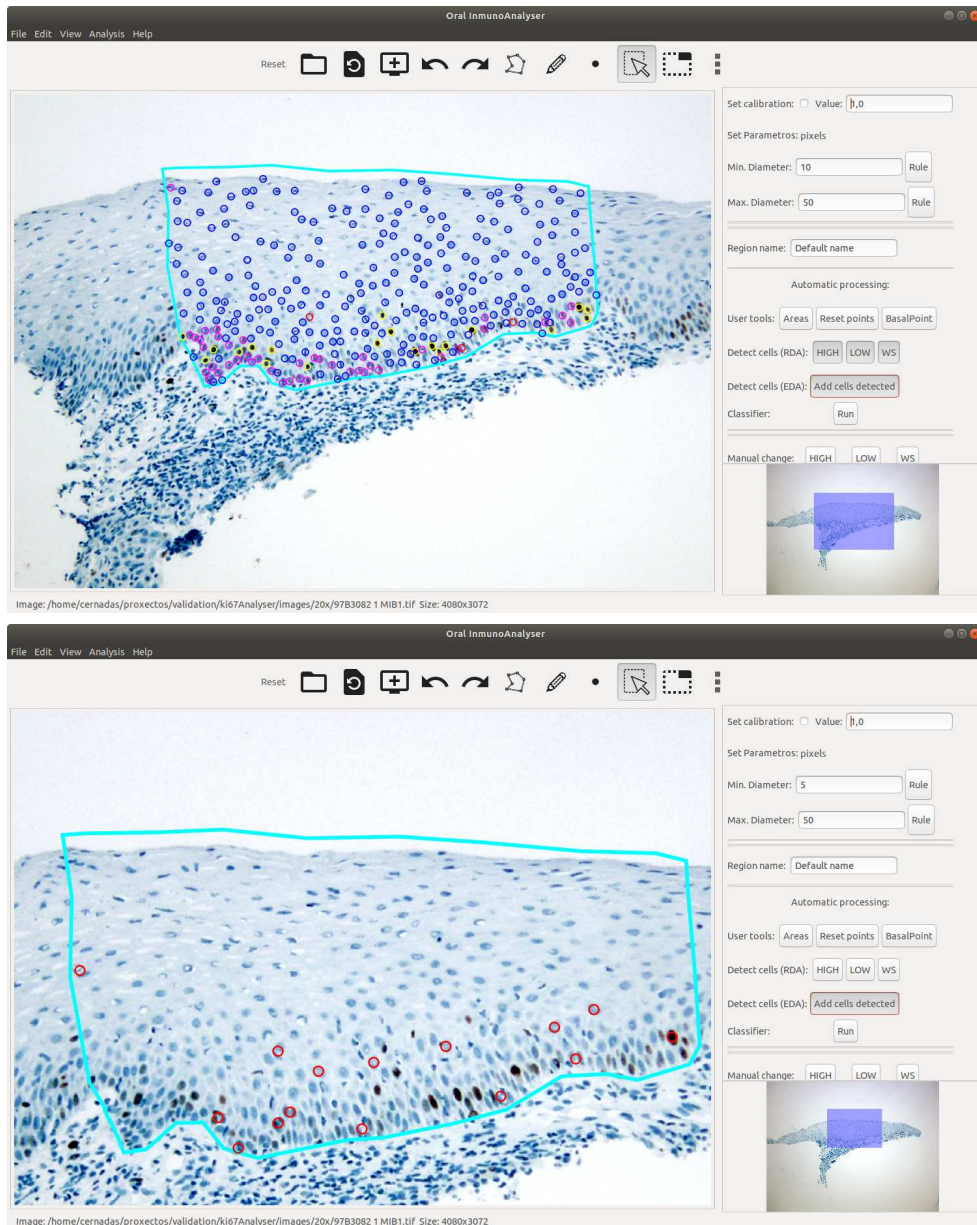 Oral InmunoAnalyser
File Edit View Analysis Help
Reset
Set calibration: Value: 1,0
Set Parametros: pixels
Min. Diameter: 10 Rule
Max. Diameter: 50 Rule
Region name: Default name
Automatic processing:
User tools: Areas Reset points BasalPoint
Detect cells (RDA): HIGH LOW WS
Detect cells (EDA): Add cells detected
Classifier: Run
Manual change: HIGH LOW WS
Image: /home/cernadas/proxectos/validation/ki67Analyser/images/20x/97B3082 1 MIB1.tif Size: 4080x3072
Oral InmunoAnalyser
File Edit View Analysis Help
Reset
Set calibration: Value: 1,0
Set Parametros: pixels
Min. Diameter: 5 Rule
Max. Diameter: 50 Rule
Region name: Default name
Automatic processing:
User tools: Areas Reset points BasalPoint
Detect cells (RDA): HIGH LOW WS
Detect cells (EDA): Add cells detected
Classifier: Run
Manual change: HIGH LOW WS
Image: /home/cernadas/proxectos/validation/ki67Analyser/images/20x/97B3082 1 MIB1.tif Size: 4080x3072